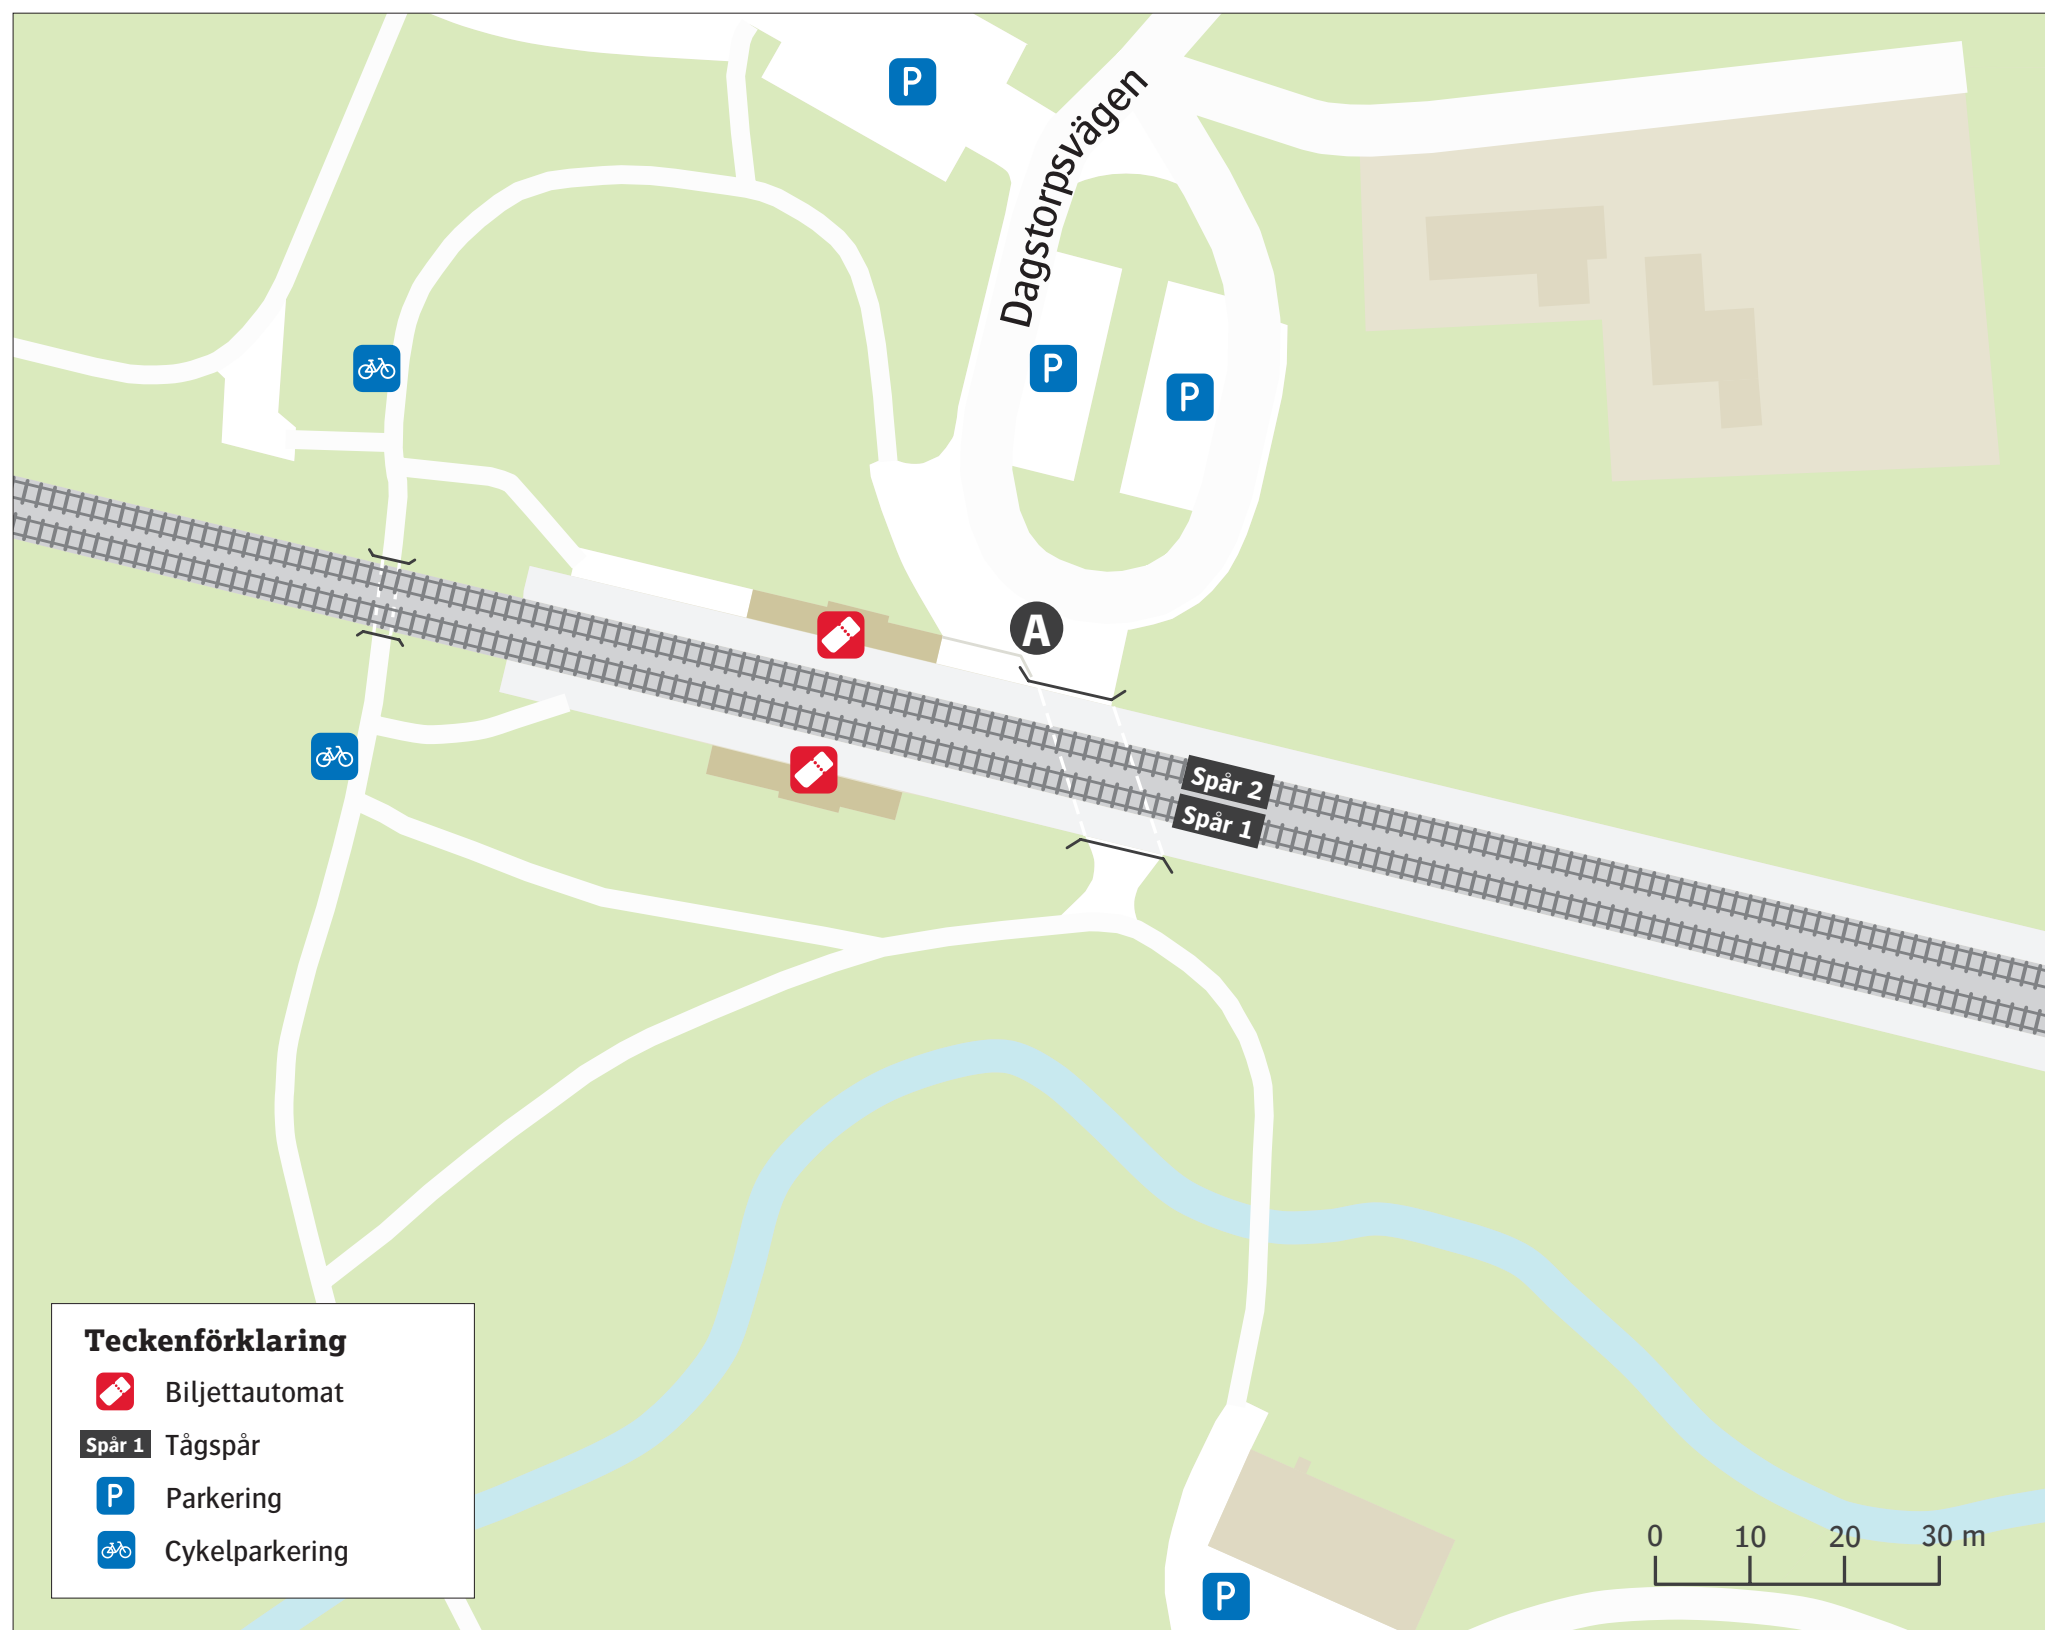 P
Dagstorpsvägen
P
P
A
Spår 2
Spår 1
Teckenförklaring
Biljettautomat
Spår 1 Tågspår
P Parkering
Cykelparkering
P
0 10 20 30 m